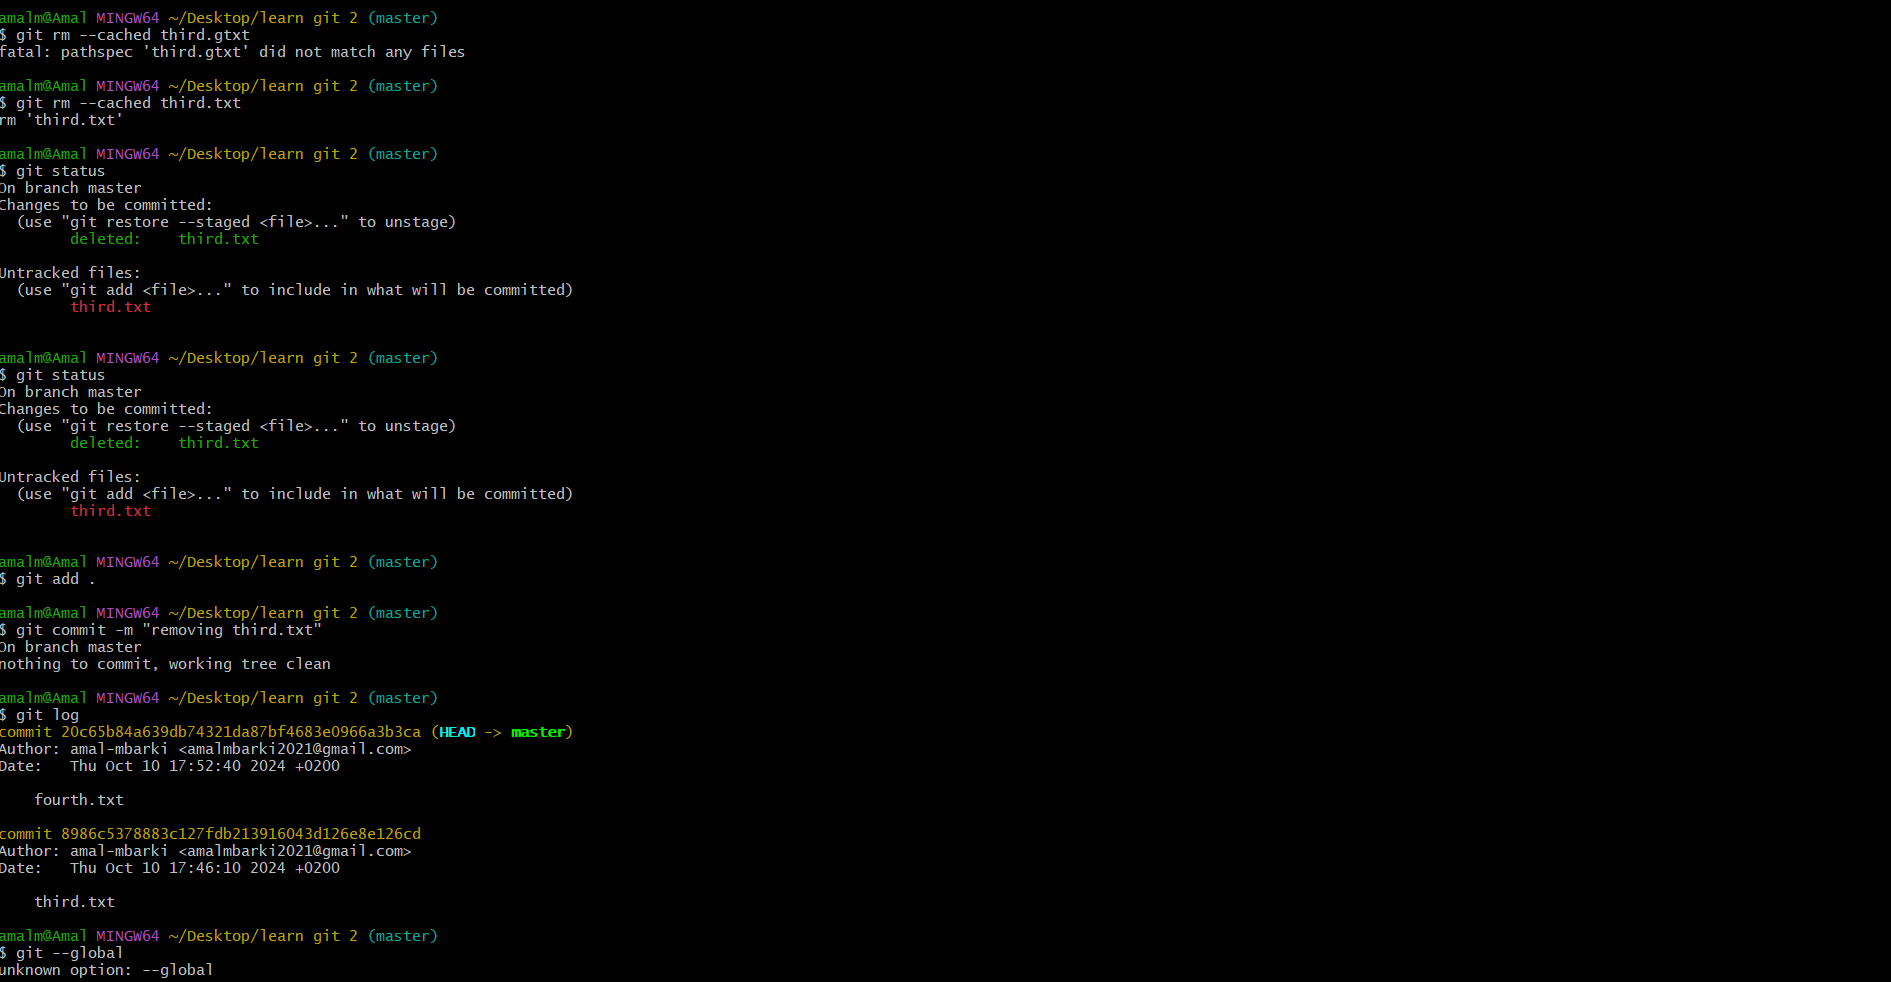 amalm@Amal MINGW64 ~/Desktop/learn git 2 (master)
$ git rm --cached third.gtxt
fatal: pathspec 'third.gtxt' did not match any files
amalm@Amal MINGW64 ~/Desktop/learn git 2 (master)
$ git rm --cached third.txt
rm 'third.txt'
amalm@Amal MINGW64 ~/Desktop/learn git 2 (master)
$ git status
On branch master
Changes to be committed:
  (use "git restore --staged <file>..." to unstage)
        deleted:    third.txt
Untracked files:
  (use "git add <file>..." to include in what will be committed)
        third.txt
amalm@Amal MINGW64 ~/Desktop/learn git 2 (master)
$ git status
On branch master
Changes to be committed:
  (use "git restore --staged <file>..." to unstage)
        deleted:    third.txt
Untracked files:
  (use "git add <file>..." to include in what will be committed)
        third.txt
amalm@Amal MINGW64 ~/Desktop/learn git 2 (master)
$ git add .
amalm@Amal MINGW64 ~/Desktop/learn git 2 (master)
$ git commit -m "removing third.txt"
On branch master
nothing to commit, working tree clean
amalm@Amal MINGW64 ~/Desktop/learn git 2 (master)
$ git log
commit 20c65b84a639db74321da87bf4683e0966a3b3ca (HEAD -> master)
Author: amal-mbarki <amalmbarki2021@gmail.com>
Date:   Thu Oct 10 17:52:40 2024 +0200
    fourth.txt
commit 8986c5378883c127fdb213916043d126e8e126cd
Author: amal-mbarki <amalmbarki2021@gmail.com>
Date:   Thu Oct 10 17:46:10 2024 +0200
    third.txt
amalm@Amal MINGW64 ~/Desktop/learn git 2 (master)
$ git --global
unknown option: --global